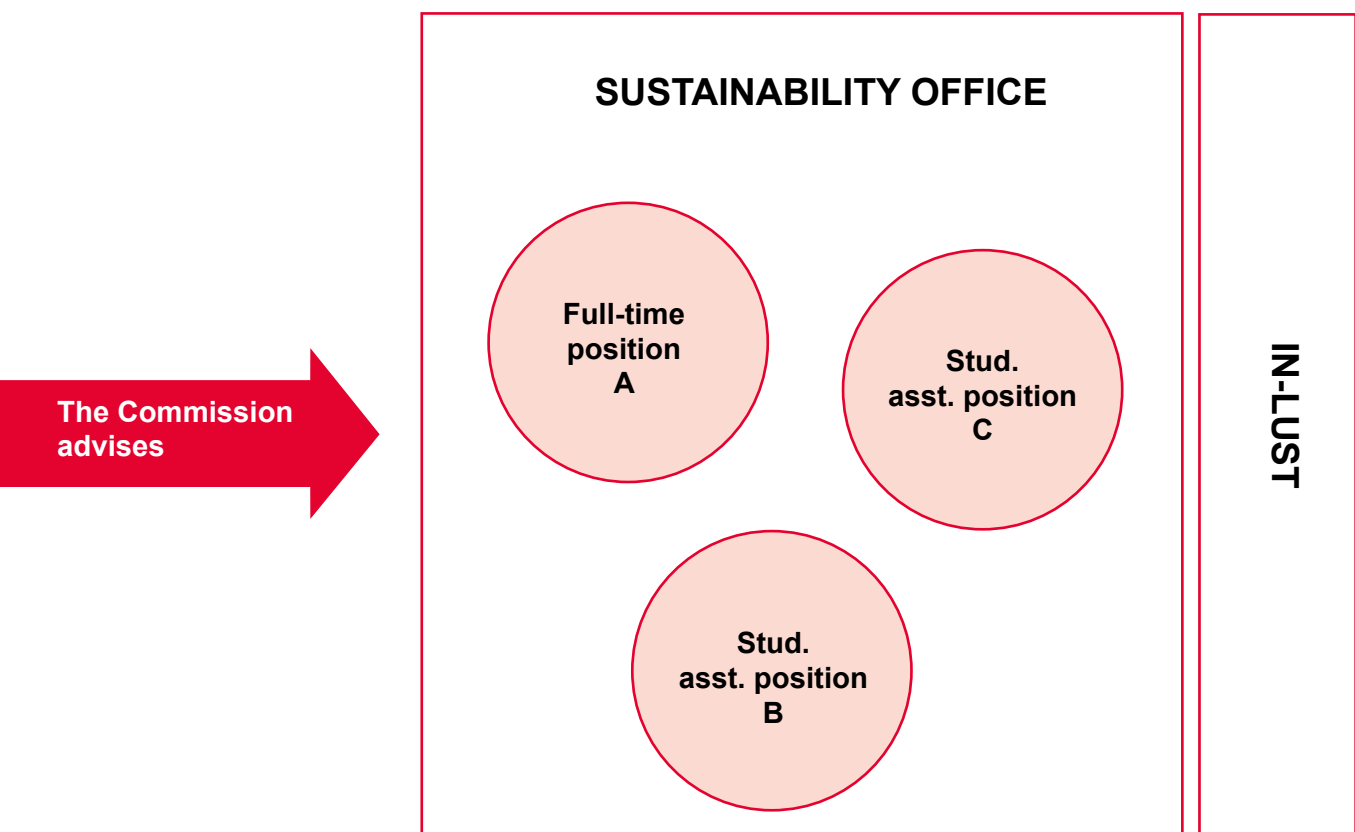 SUSTAINABILITY OFFICE
Full-time
position
A
Stud.
asst. position
C
The Commission
advises
Stud.
asst. position
B
IN-LUST